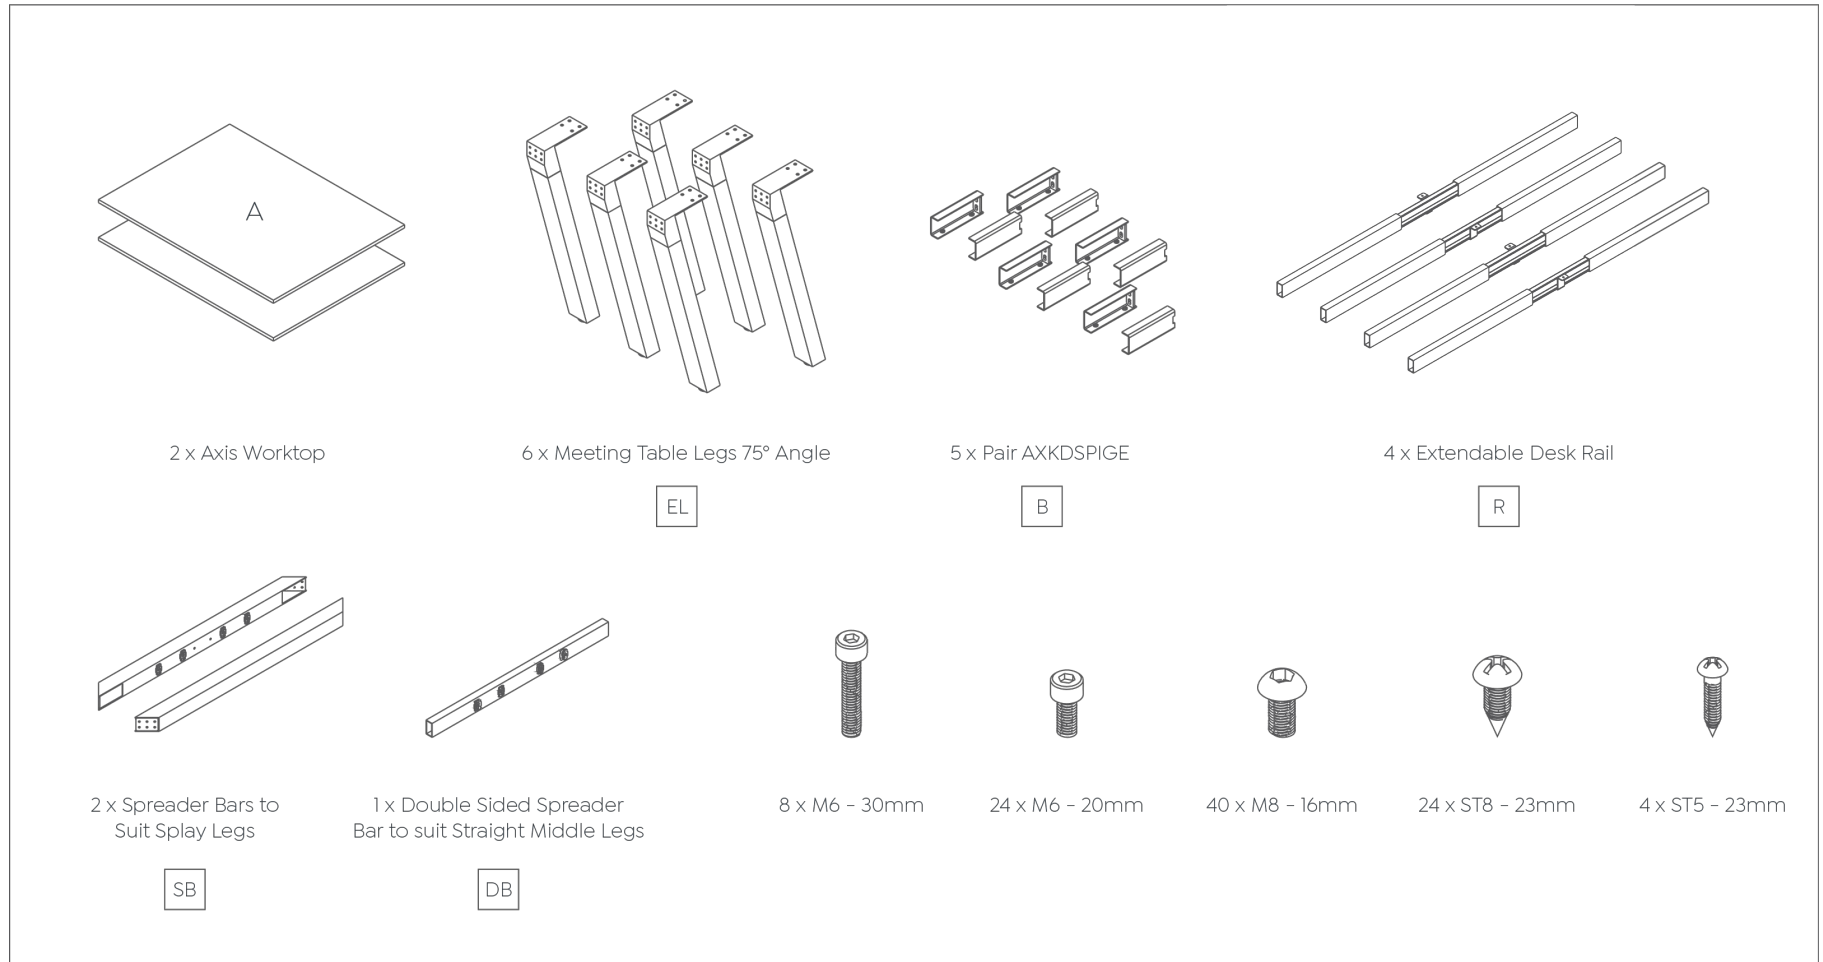 A
2 x Axis Worktop
6 x Meeting Table Legs 75° Angle
5 x Pair AXKDSPIGE
4 x Extendable Desk Rail
EL
B
R
2 x Spreader Bars to
Suit Splay Legs
1 x Double Sided Spreader
Bar to suit Straight Middle Legs
8 x M6 - 30mm
24 x M6 - 20mm
40 x M8 - 16mm
24 x ST8 - 23mm
4 x ST5 - 23mm
SB
DB